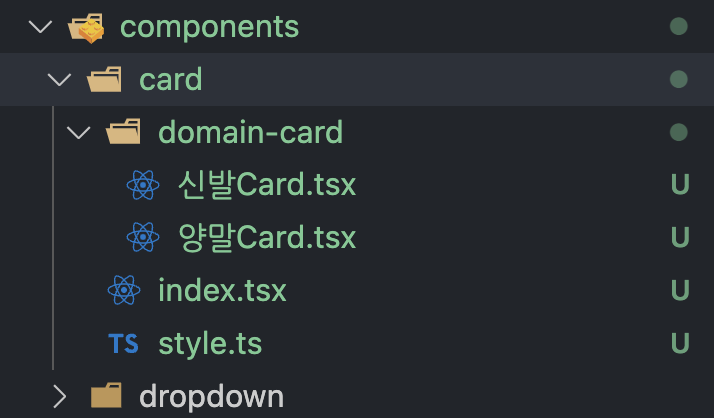 components
card
domain-card
신발Card.tsx U
양말Card.tsx U
index.tsx U
TS style.ts U
dropdown